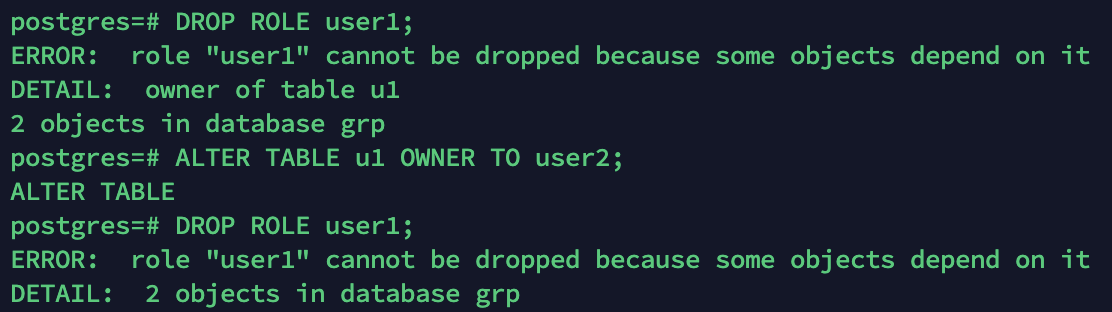 postgres=# DROP ROLE user1;
ERROR:  role "user1" cannot be dropped because some objects depend on it
DETAIL:  owner of table u1
2 objects in database grp
postgres=# ALTER TABLE u1 OWNER TO user2;
ALTER TABLE
postgres=# DROP ROLE user1;
ERROR:  role "user1" cannot be dropped because some objects depend on it
DETAIL:  2 objects in database grp